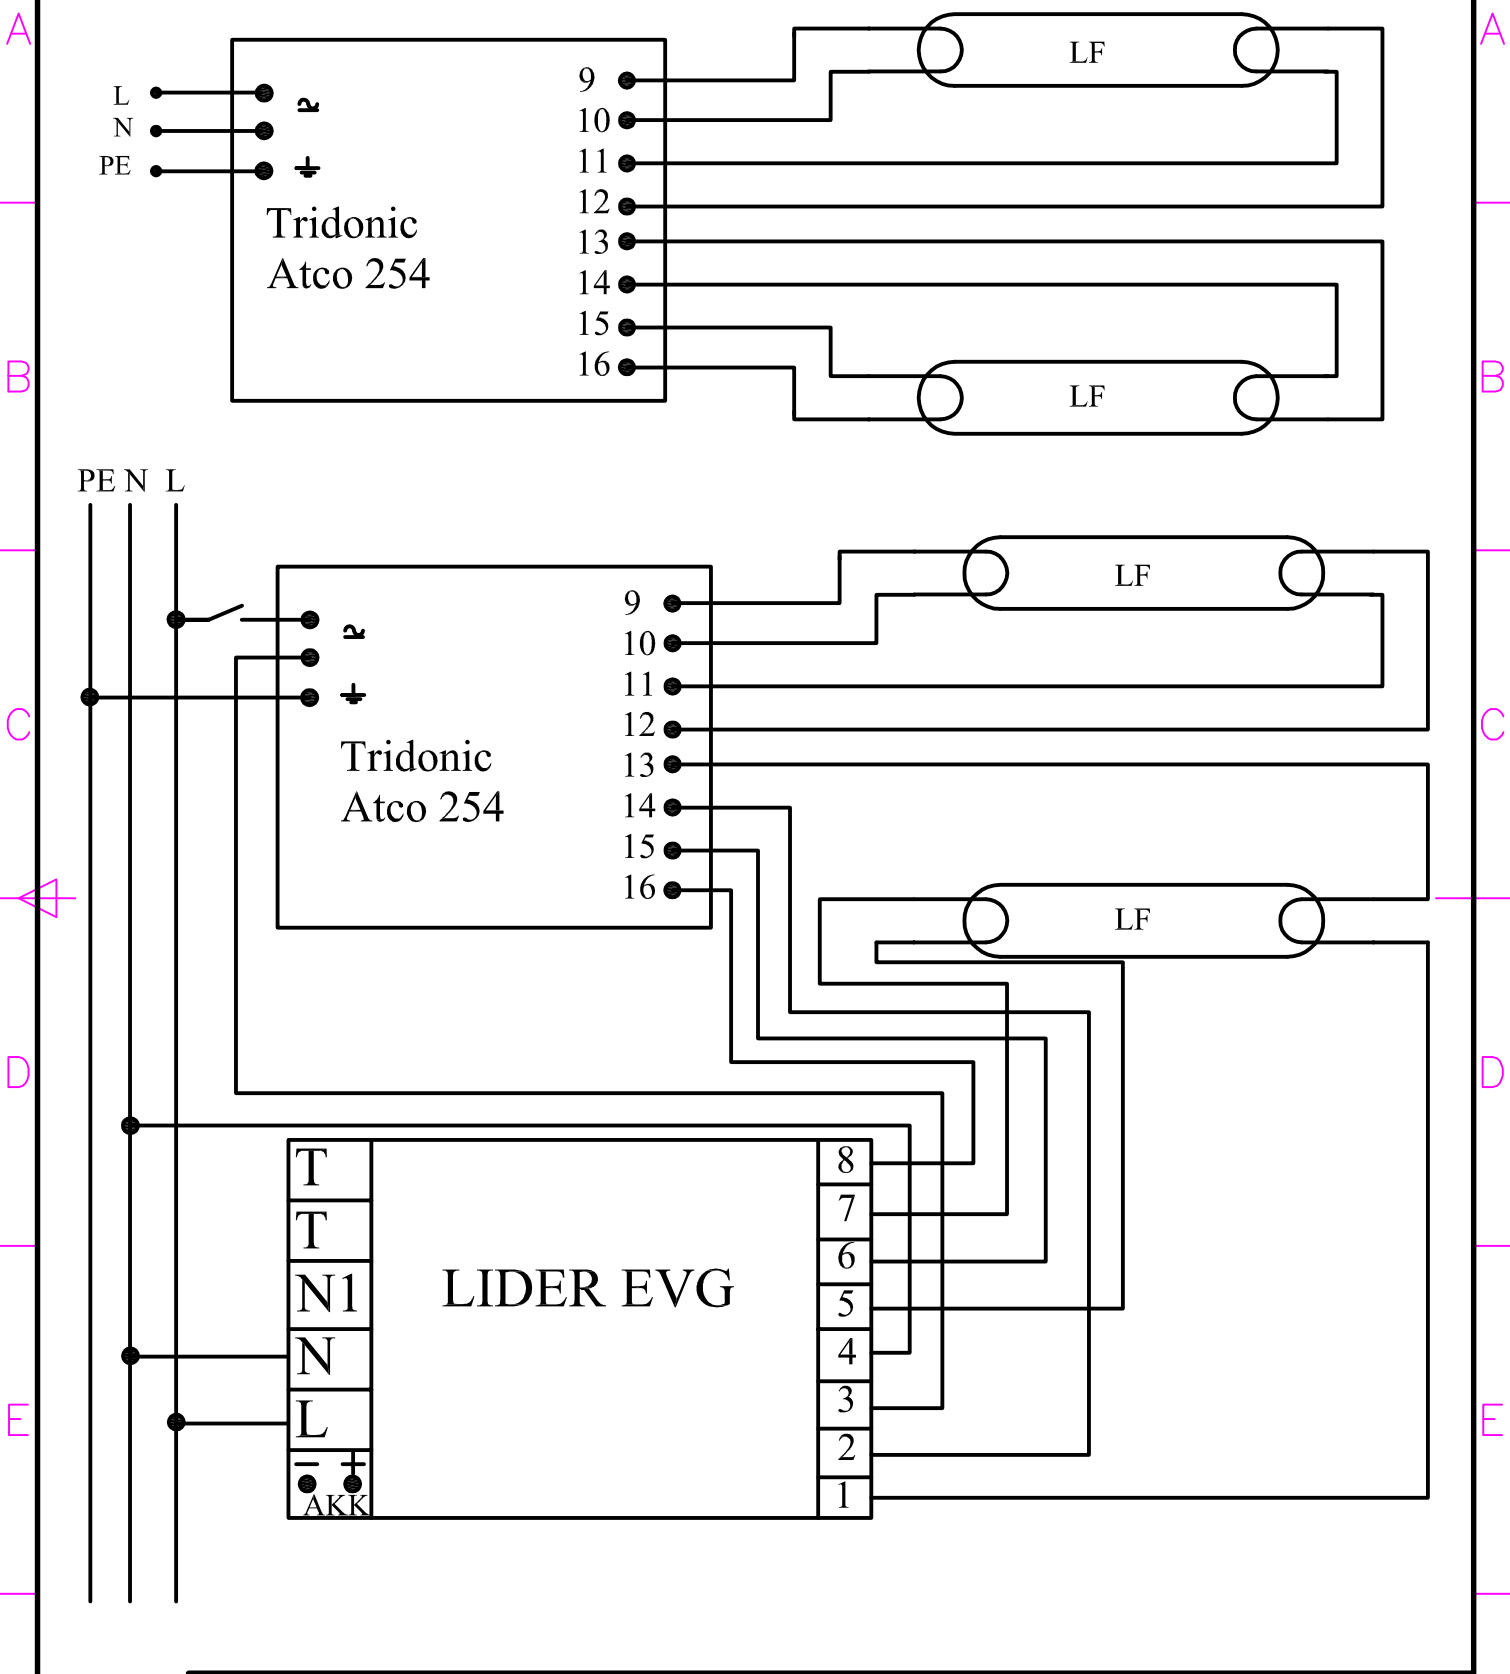 A A
9
LF
L
10
N
PE
11
12
Tridonic
13
Atco 254
14
15
16
B B
LF
PE N L
9
LF
10
11
C C
12
Tridonic
13
Atco 254
14
15
16
LF
D D
T 8
T 7
6
N1 LIDER EVG 5
N 4
3
L E E
2
− +
AKK 1